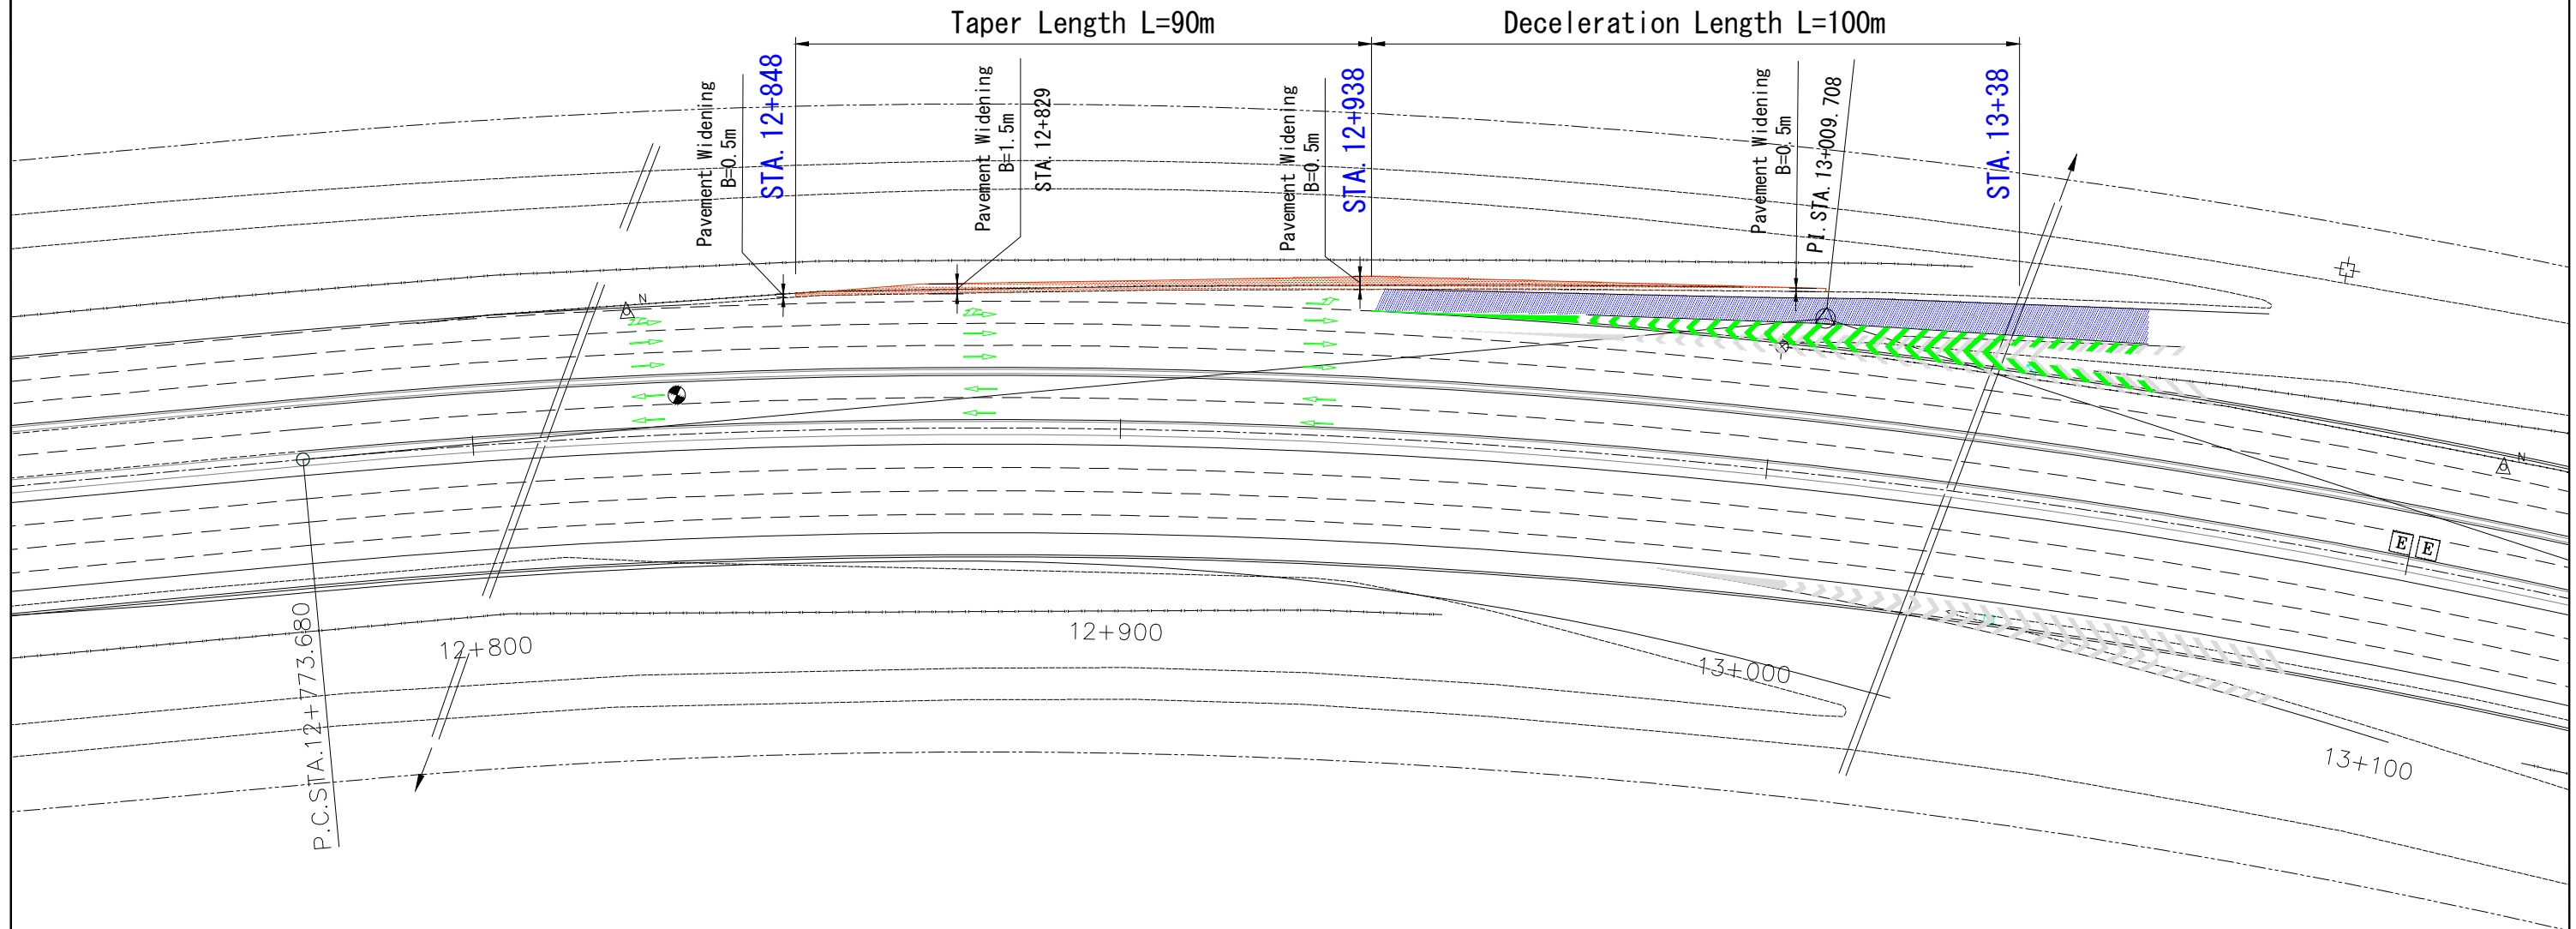 Taper Length L=90m
Deceleration Length L=100m
Pavement Widening
B=0.5m
STA. 12+848
Pavement Widening
B=1.5m
STA. 12+829
Pavement Widening
B=0.5m
STA. 12+938
Pavement Widening
B=0.5m
PI. STA. 13+009. 708
STA. 13+38
N
N
E E
P.C.STA.12+773.680
12+800
12+900
13+000
13+100